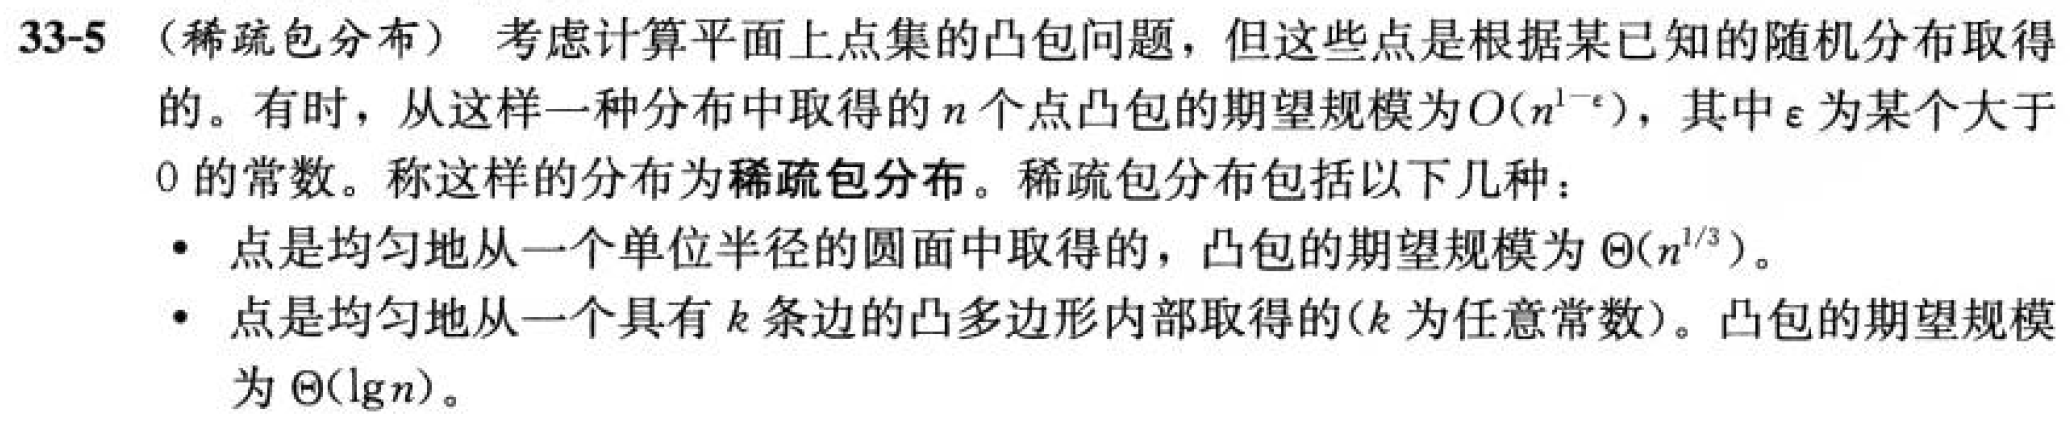 33-5 （稀疏包分布） 考虑计算平面上点集的凸包问题，但这些点是根据某已知的随机分布取得
的。有时，从这样一种分布中取得的 n 个点凸包的期望规模为O(n^{1-ε})，其中 ε 为某个大于
0 的常数。称这样的分布为稀疏包分布。稀疏包分布包括以下几种：
• 点是均匀地从一个单位半径的圆面中取得的，凸包的期望规模为 Θ(n^{1/3})。
• 点是均匀地从一个具有 k 条边的凸多边形内部取得的(k 为任意常数)。凸包的期望规模
为 Θ(lgn)。